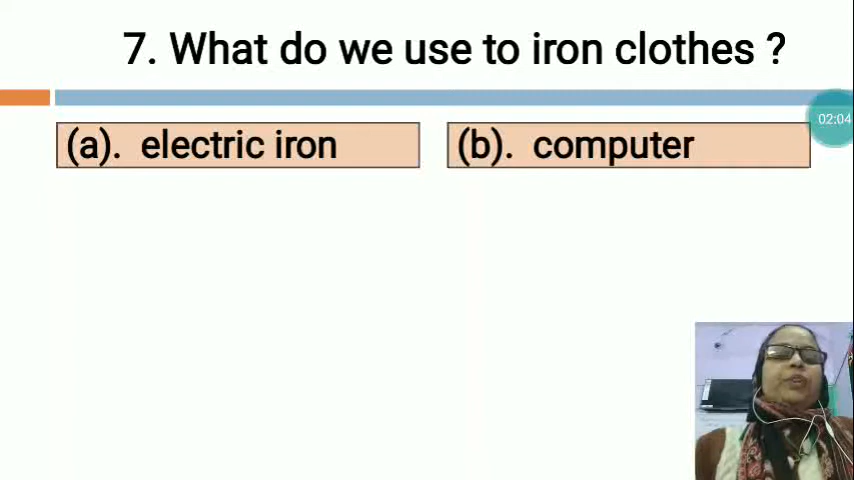 7. What do we use to iron clothes ?
02:04
(a). electric iron
(b). computer